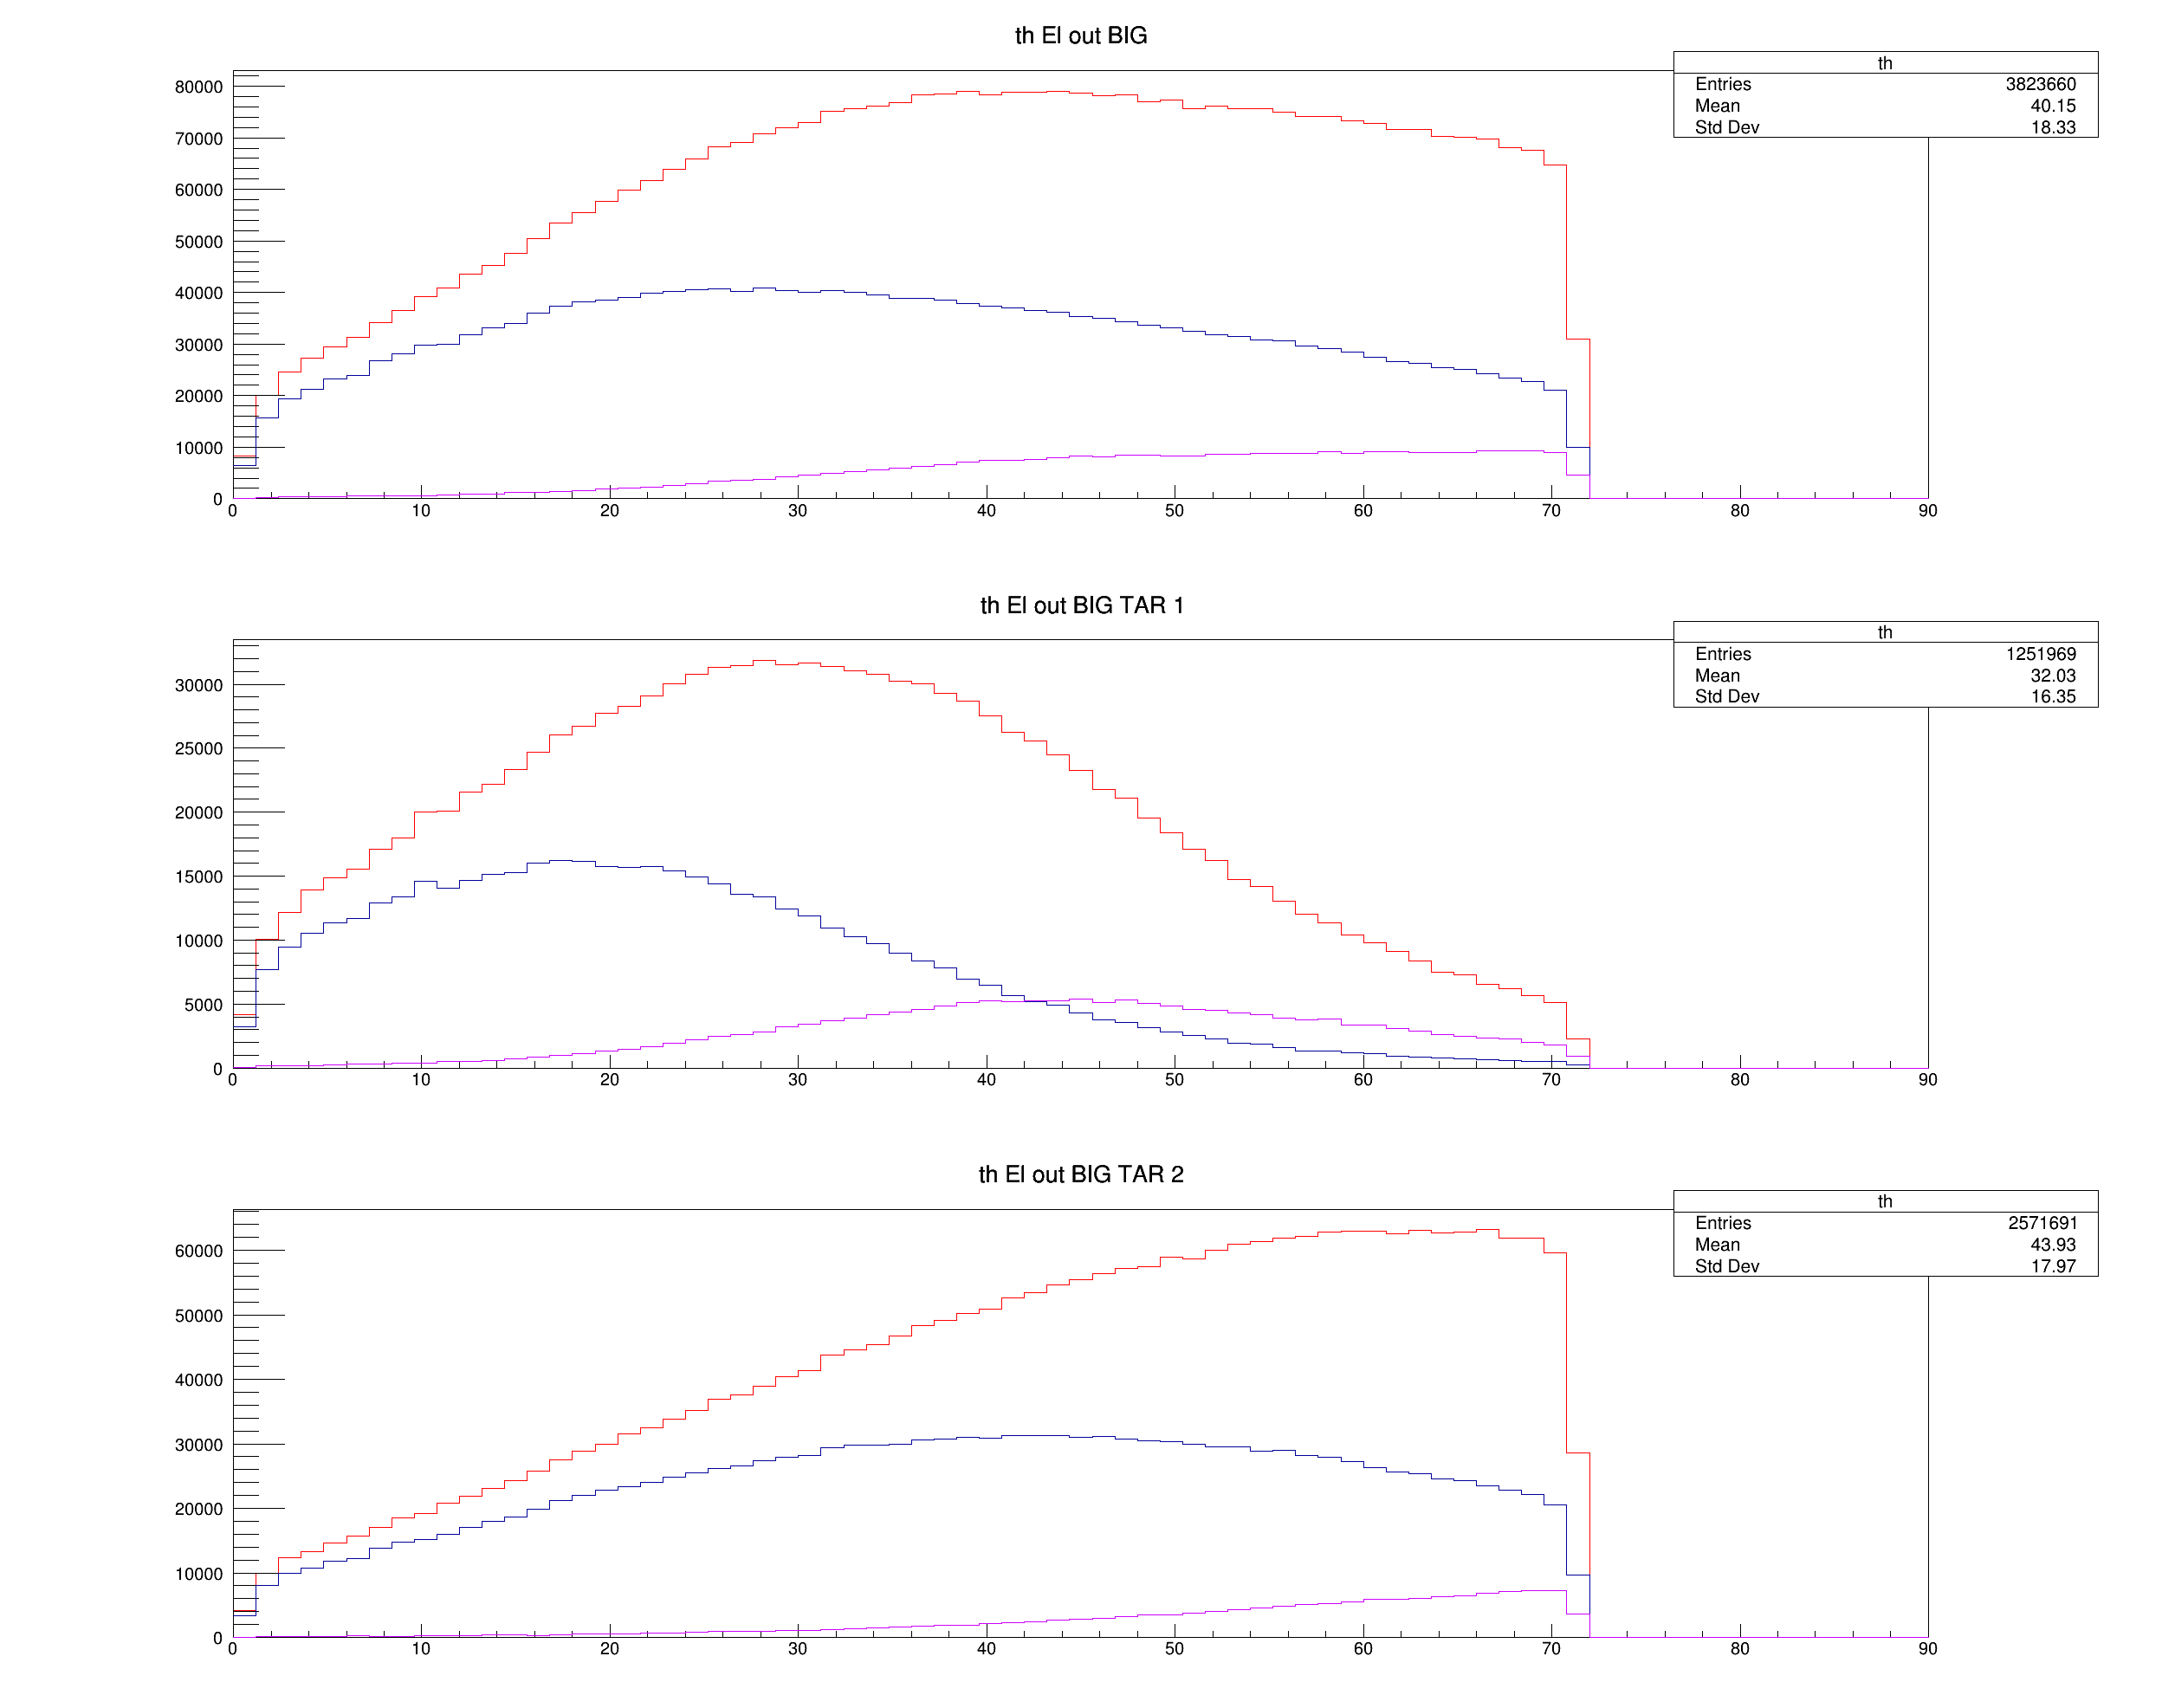 th El out BIG
th
Entries 3823660
Mean 40.15
Std Dev 18.33
80000
70000
60000
50000
40000
30000
20000
10000
0
0 10 20 30 40 50 60 70 80 90
th El out BIG TAR 1
th
Entries 1251969
Mean 32.03
Std Dev 16.35
30000
25000
20000
15000
10000
5000
0
0 10 20 30 40 50 60 70 80 90
th El out BIG TAR 2
th
Entries 2571691
Mean 43.93
Std Dev 17.97
60000
50000
40000
30000
20000
10000
0
0 10 20 30 40 50 60 70 80 90